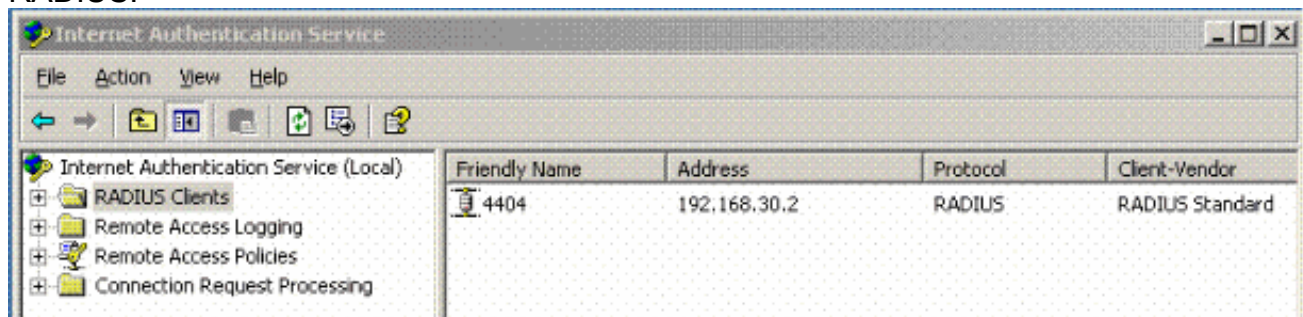 RADIUS.
Internet Authentication Service
File Action View Help
Internet Authentication Service (Local)
RADIUS Clients
Remote Access Logging
Remote Access Policies
Connection Request Processing
Friendly Name Address Protocol Client-Vendor
4404 192.168.30.2 RADIUS RADIUS Standard